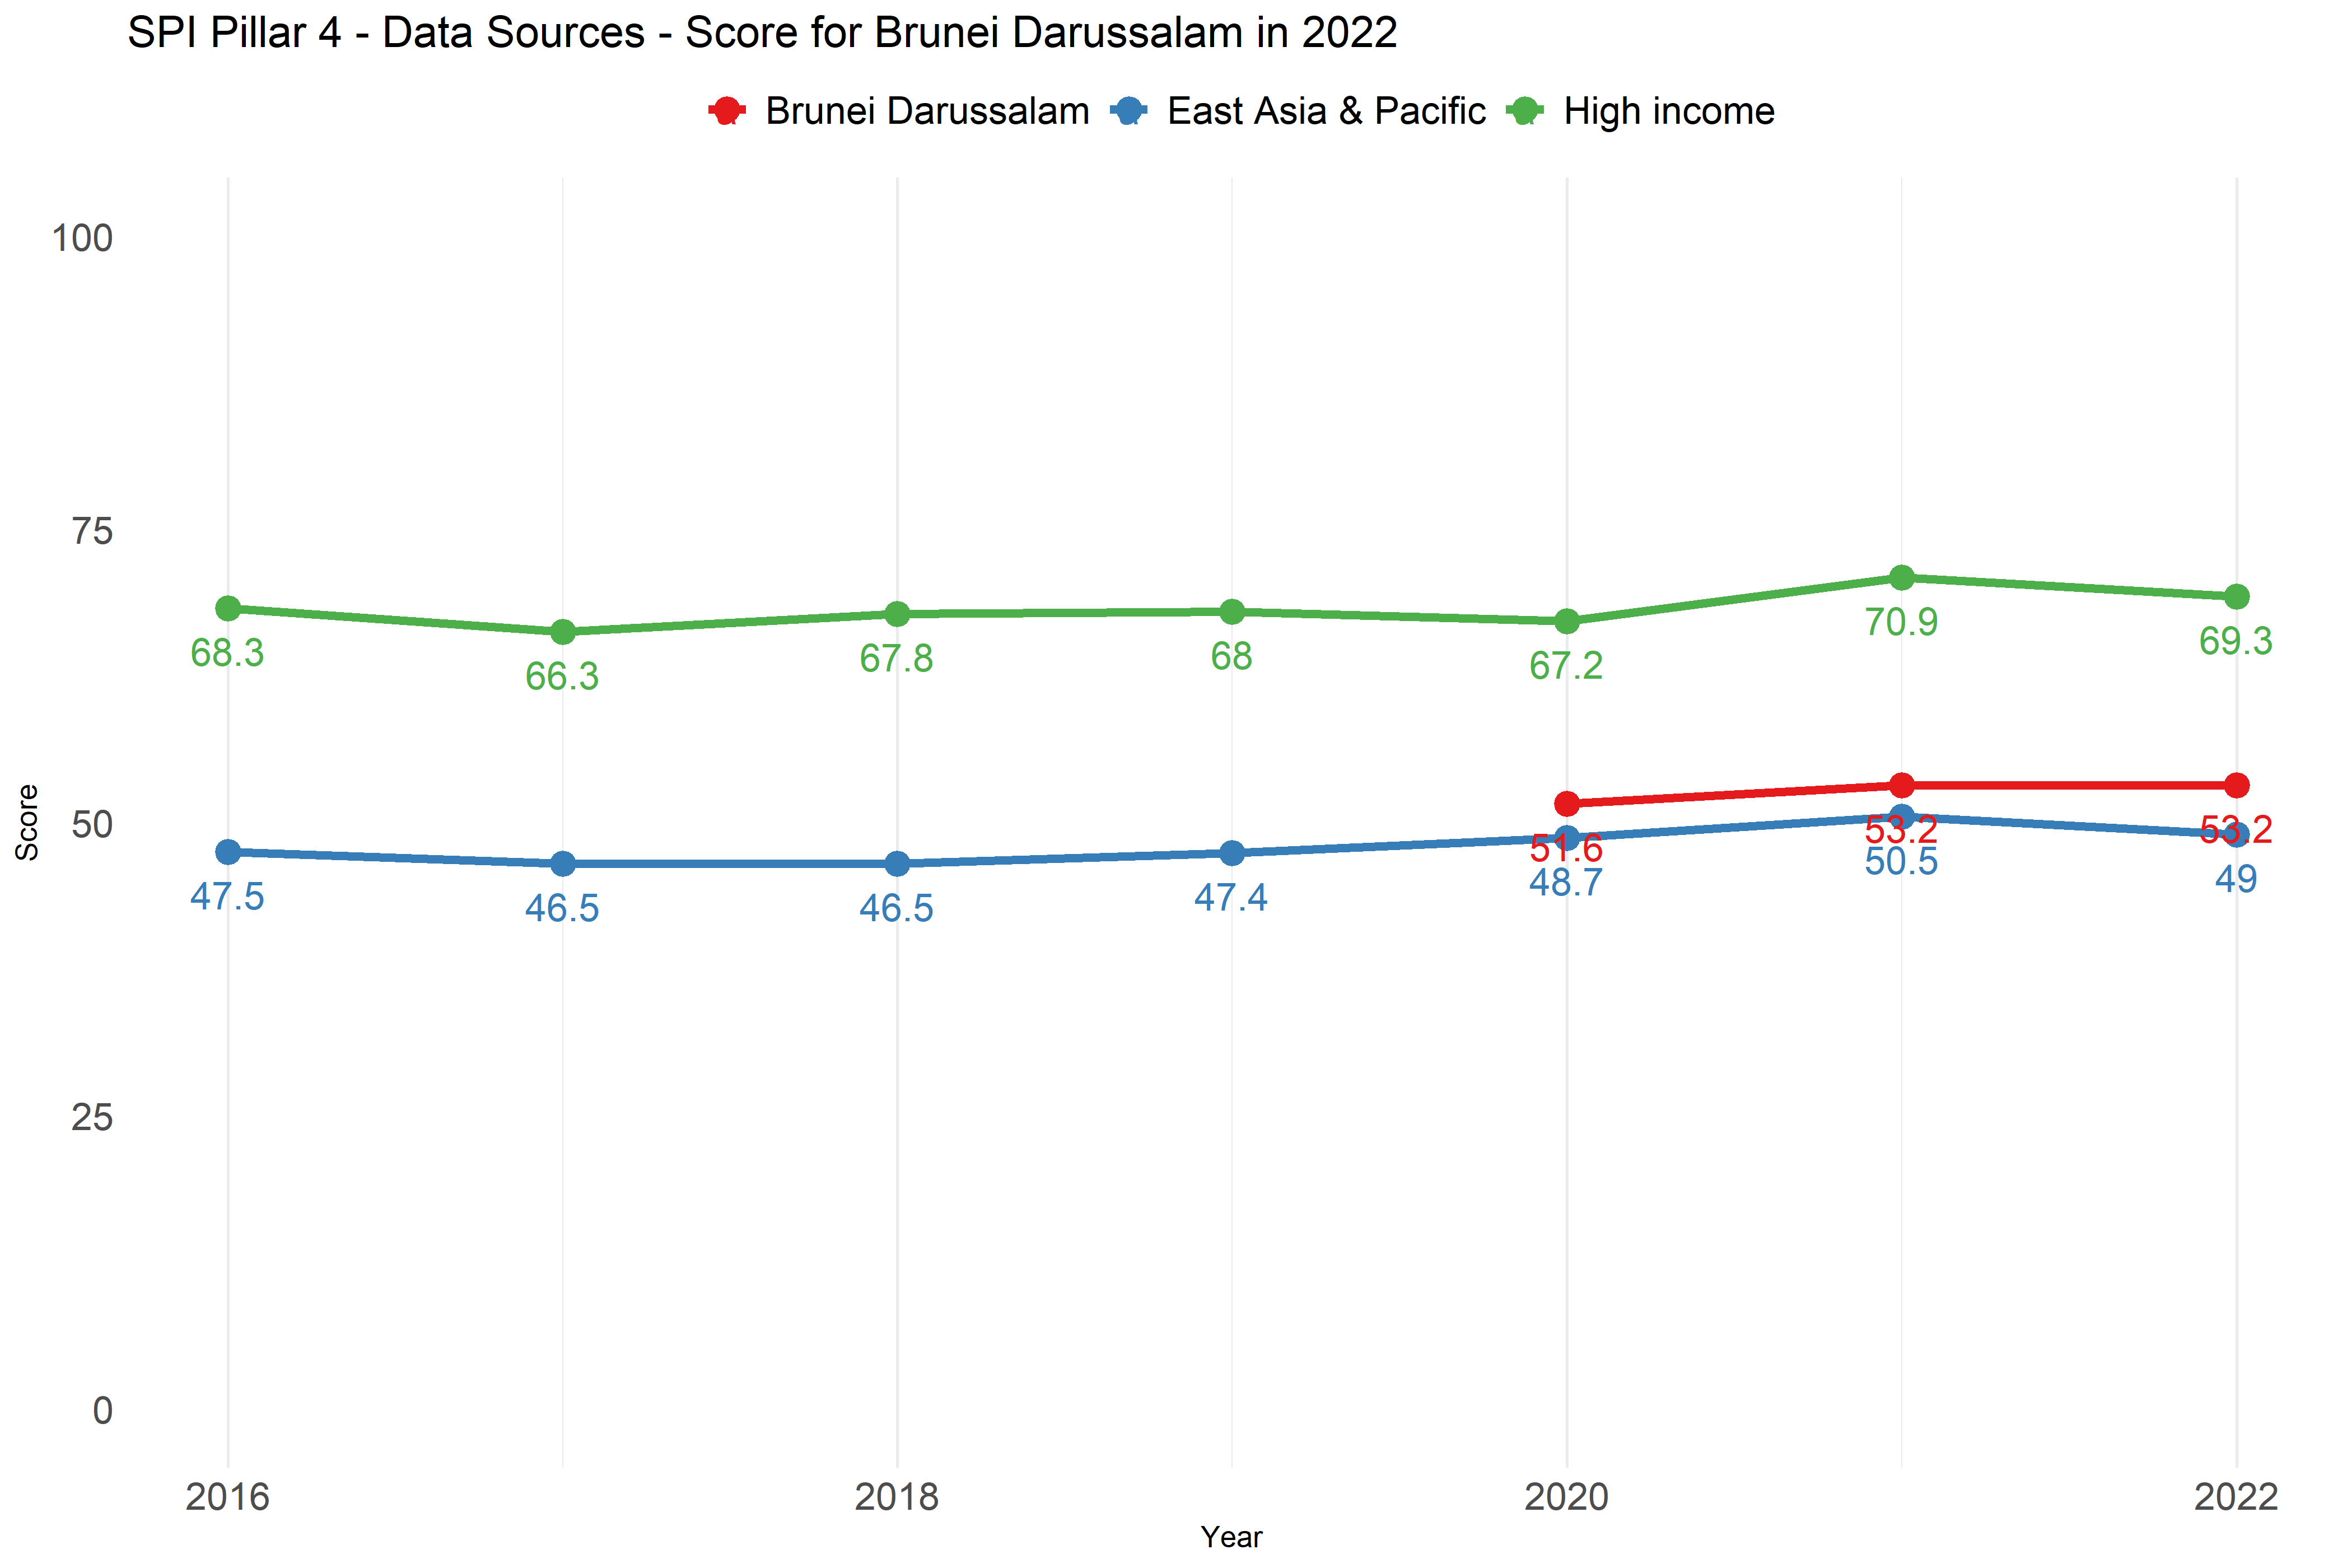 SPI Pillar 4 - Data Sources - Score for Brunei Darussalam in 2022
Brunei Darussalam East Asia & Pacific High income
100
75
50
25
0
Score
68.3 66.3 67.8 68 67.2 70.9 69.3
51.6 53.2 53.2
47.5 46.5 46.5 47.4 48.7 50.5 49
2016 2018 2020 2022
Year